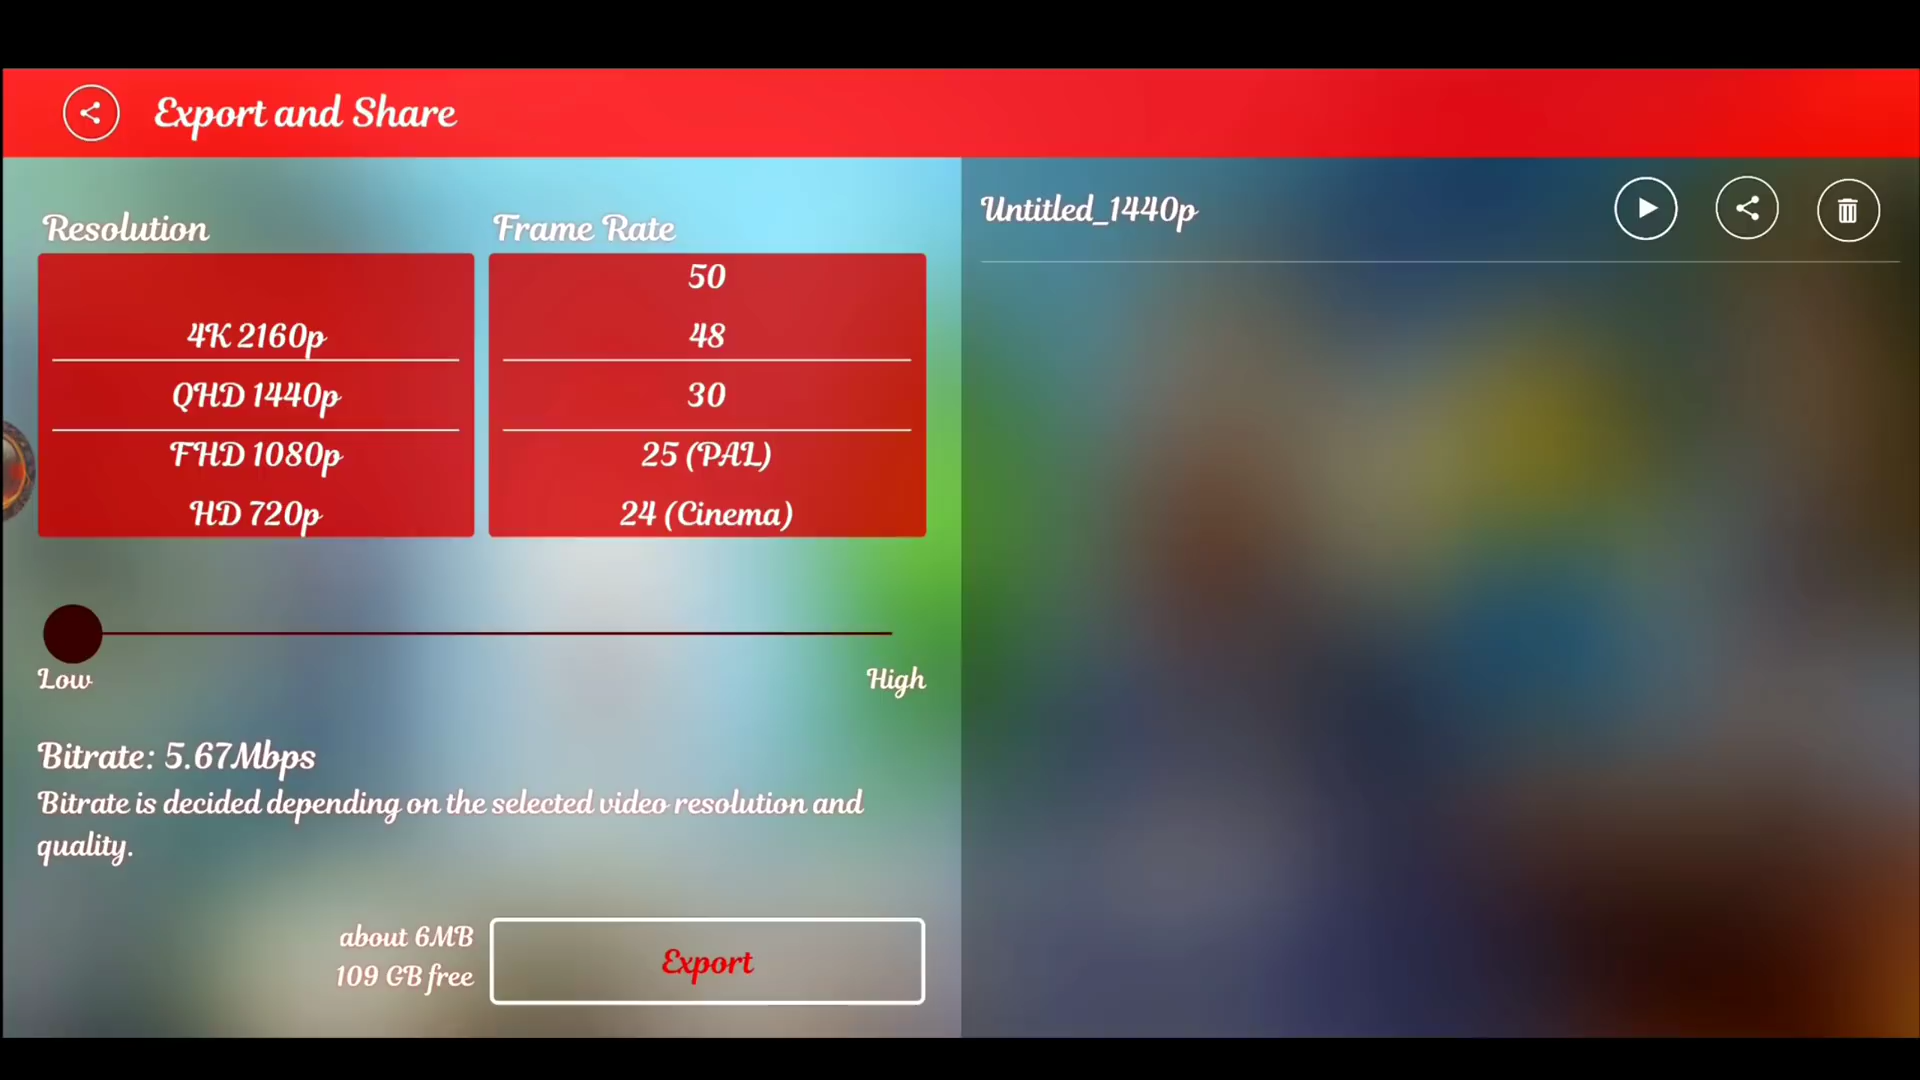 Export and Share
Resolution
4K 2160p
QHD 1440p
FHD 1080p
HD 720p
Frame Rate
50
48
30
25 (PAL)
24 (Cinema)
Low
High
Bitrate: 5.67Mbps
Bitrate is decided depending on the selected video resolution and
quality.
about 6MB
109 GB free
Export
Untitled_1440p